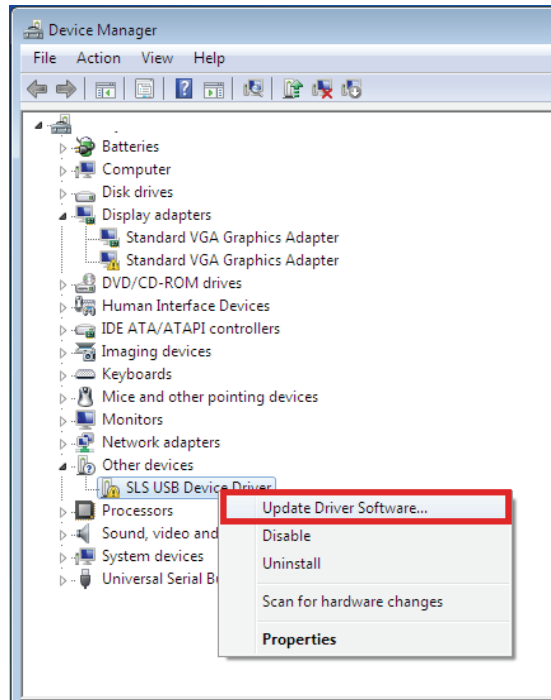 Device Manager
File Action View Help
Batteries
Computer
Disk drives
Display adapters
Standard VGA Graphics Adapter
Standard VGA Graphics Adapter
DVD/CD-ROM drives
Human Interface Devices
IDE ATA/ATAPI controllers
Imaging devices
Keyboards
Mice and other pointing devices
Monitors
Network adapters
Other devices
SLS USB Device Driver
Processors
Sound, video and
System devices
Universal Serial B
Update Driver Software...
Disable
Uninstall
Scan for hardware changes
Properties